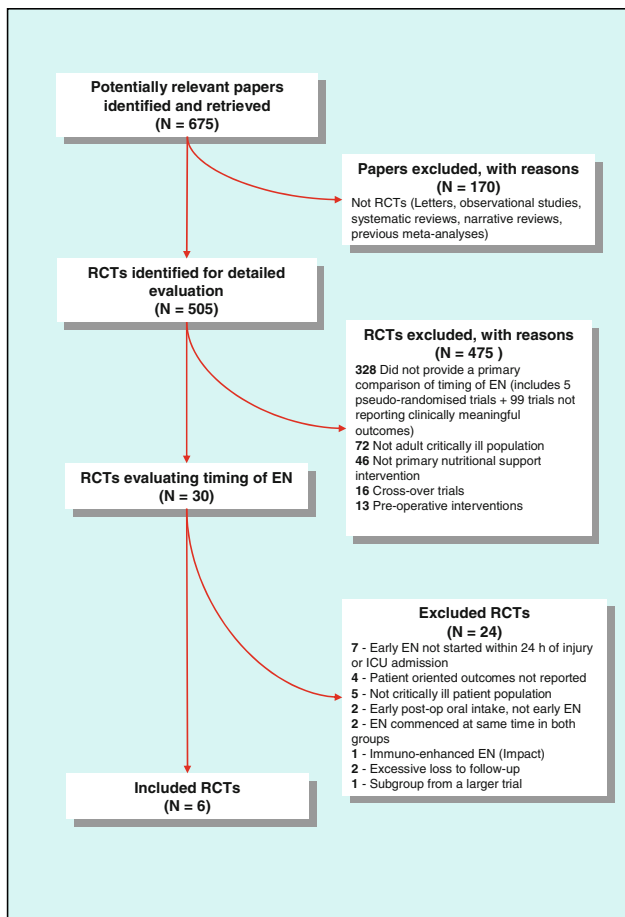 Potentially relevant papers
identified and retrieved
(N = 675)
Papers excluded, with reasons
(N = 170)
Not RCTs (Letters, observational studies,
systematic reviews, narrative reviews,
previous meta-analyses)
RCTs identified for detailed
evaluation
(N = 505)
RCTs excluded, with reasons
(N = 475 )
328 Did not provide a primary
comparison of timing of EN (includes 5
pseudo-randomised trials + 99 trials not
reporting clinically meaningful
outcomes)
72 Not adult critically ill population
46 Not primary nutritional support
intervention
16 Cross-over trials
13 Pre-operative interventions
RCTs evaluating timing of EN
(N = 30)
Excluded RCTs
(N = 24)
7 - Early EN not started within 24 h of injury
or ICU admission
4 - Patient oriented outcomes not reported
5 - Not critically ill patient population
2 - Early post-op oral intake, not early EN
2 - EN commenced at same time in both
groups
1 - Immuno-enhanced EN (Impact)
2 - Excessive loss to follow-up
1 - Subgroup from a larger trial
Included RCTs
(N = 6)